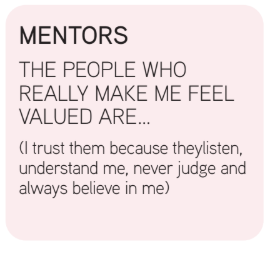 MENTORS
THE PEOPLE WHO
REALLY MAKE ME FEEL
VALUED ARE...
(I trust them because theylisten,
understand me, never judge and
always believe in me)